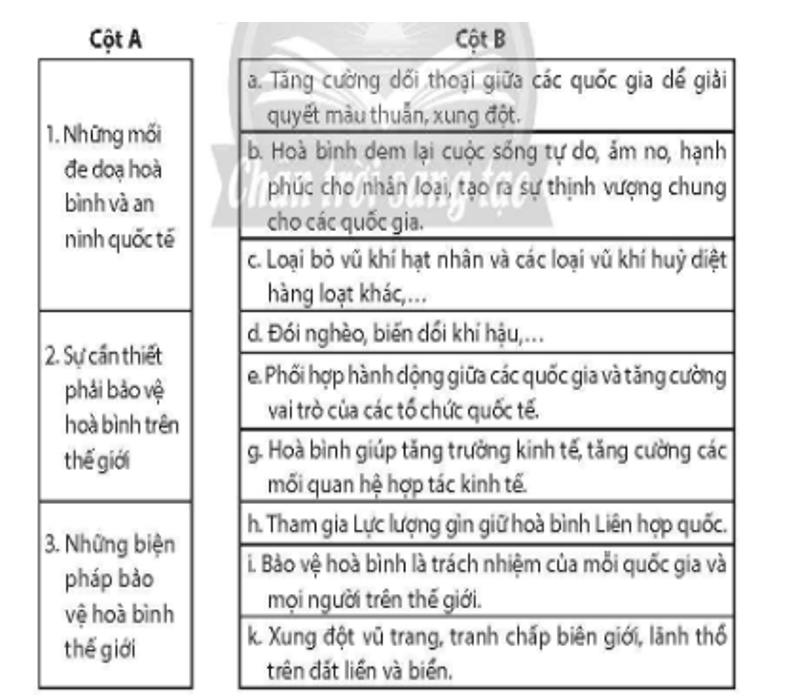 Cột A
1. Những mối
đe doạ hoà
bình và an
ninh quốc tế
2. Sự cần thiết
phải bảo vệ
hoà bình trên
thế giới
3. Những biện
pháp bảo
vệ hoà bình
thế giới
Cột B
a. Tăng cường đối thoại giữa các quốc gia để giải
quyết mâu thuẫn, xung đột.
b. Hoà bình đem lại cuộc sống tự do, ấm no, hạnh
phúc cho nhân loại, tạo ra sự thịnh vượng chung
cho các quốc gia.
c. Loại bỏ vũ khí hạt nhân và các loại vũ khí huỷ diệt
hàng loạt khác,...
d. Đói nghèo, biến đổi khí hậu,...
e. Phối hợp hành động giữa các quốc gia và tăng cường
vai trò của các tổ chức quốc tế.
g. Hoà bình giúp tăng trưởng kinh tế, tăng cường các
mối quan hệ hợp tác kinh tế.
h. Tham gia Lực lượng gìn giữ hoà bình Liên hợp quốc.
i. Bảo vệ hoà bình là trách nhiệm của mỗi quốc gia và
mọi người trên thế giới.
k. Xung đột vũ trang, tranh chấp biên giới, lãnh thổ
trên đất liền và biển.
Chân trời sáng tạo